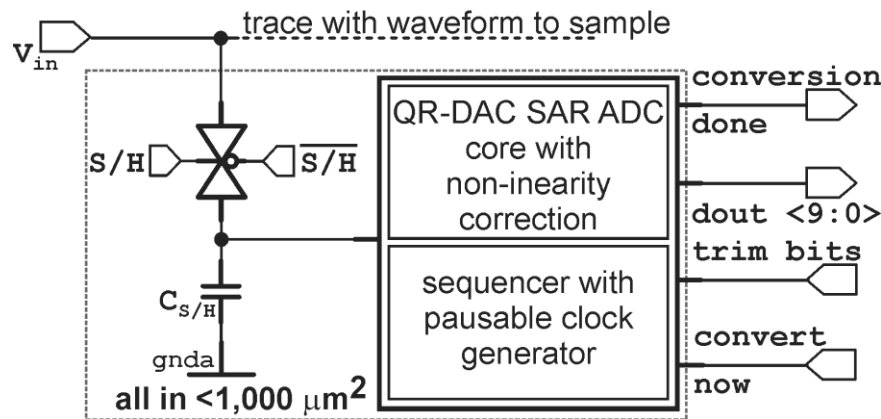 trace with waveform to sample
Vin
S/H
S/H
CS/H
gnda
all in <1,000 μm²
QR-DAC SAR ADC
core with
non-inearity
correction
sequencer with
pausable clock
generator
conversion
done
dout <9:0>
trim bits
convert
now